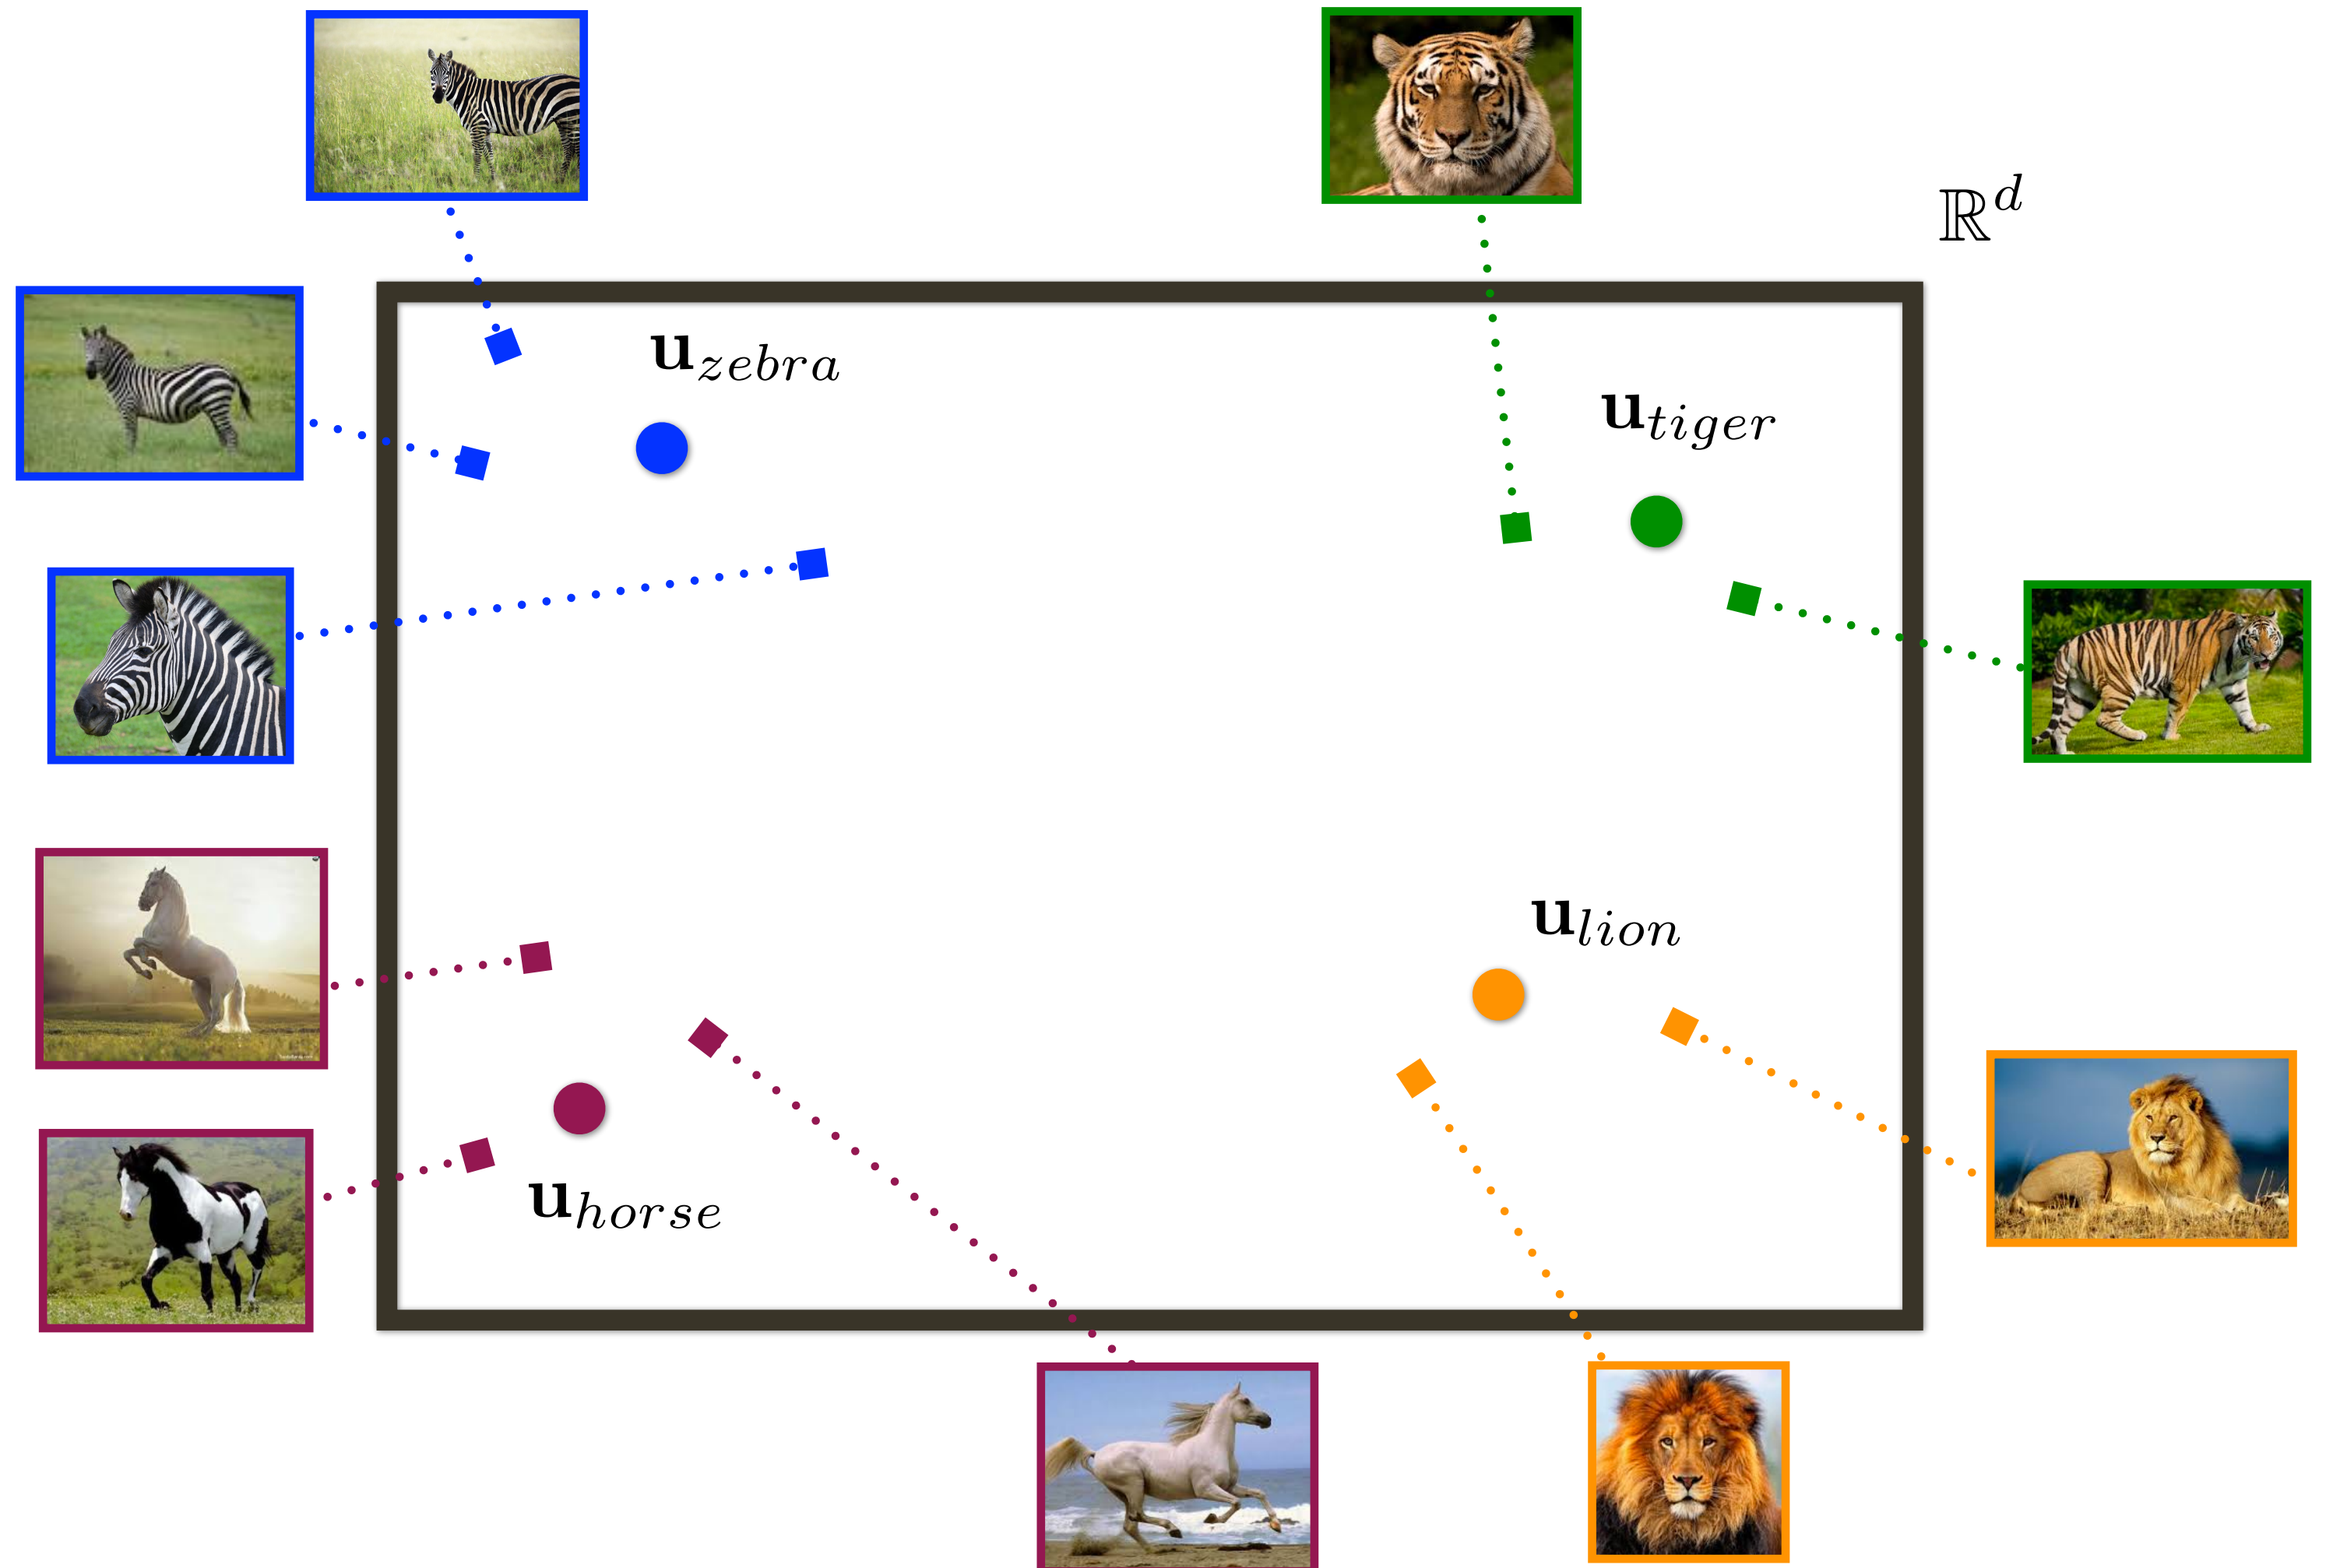 ℝ^d
u_zebra
u_tiger
u_lion
u_horse